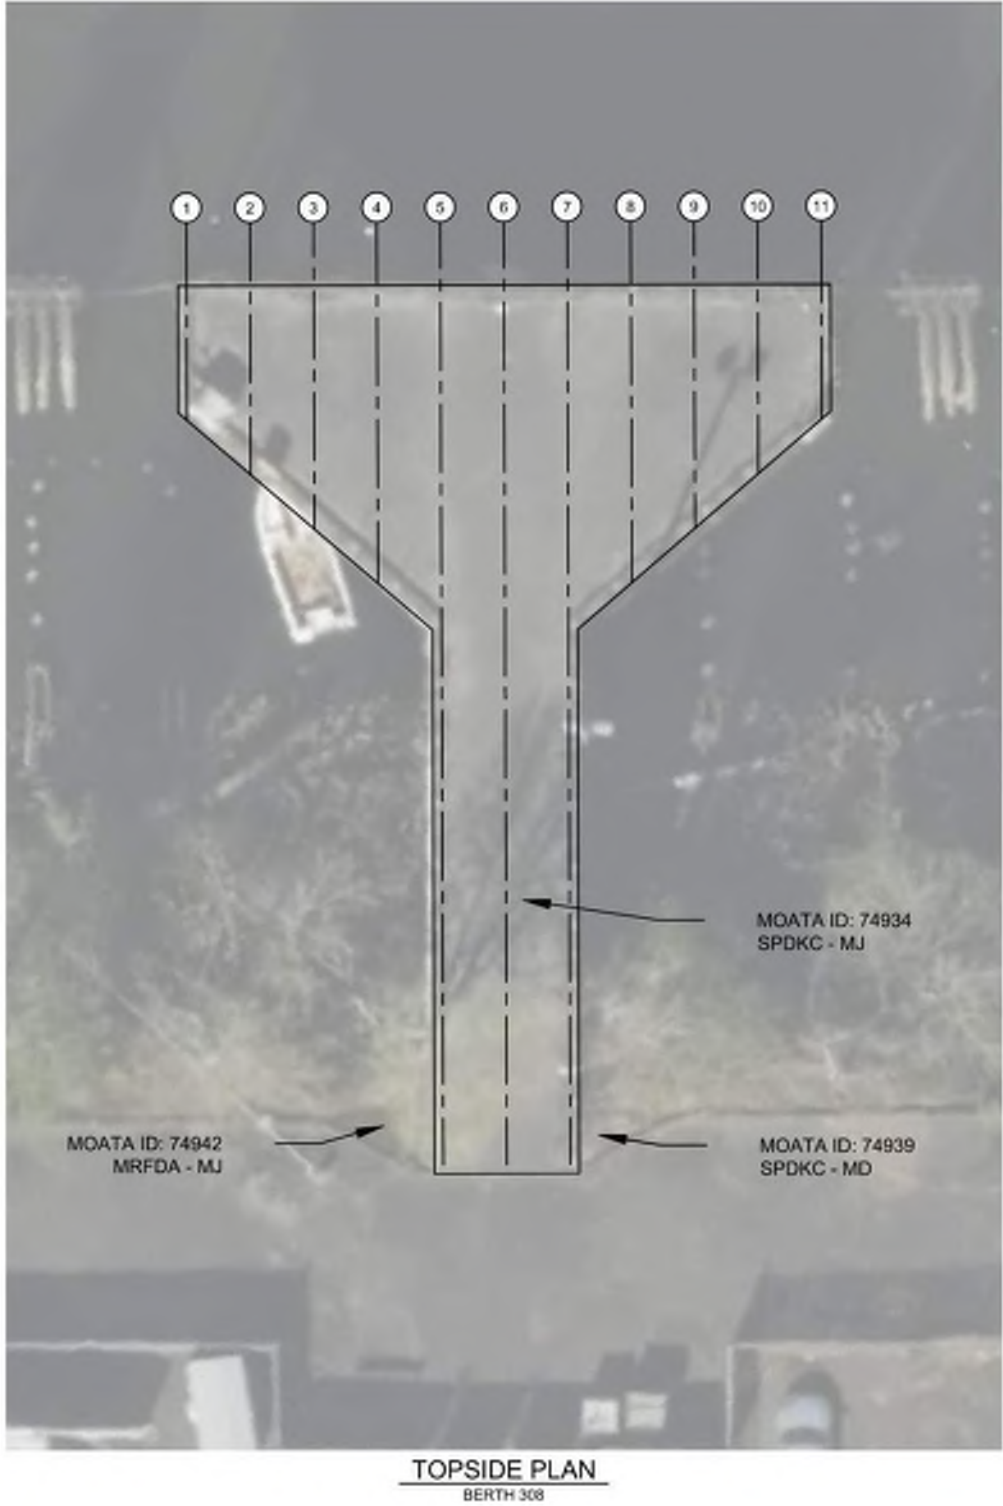 1 2 3 4 5 6 7 8 9 10 11
MOATA ID: 74934
SPDKC - MJ
MOATA ID: 74942
MRFDA - MJ
MOATA ID: 74939
SPDKC - MD
TOPSIDE PLAN
BERTH 308